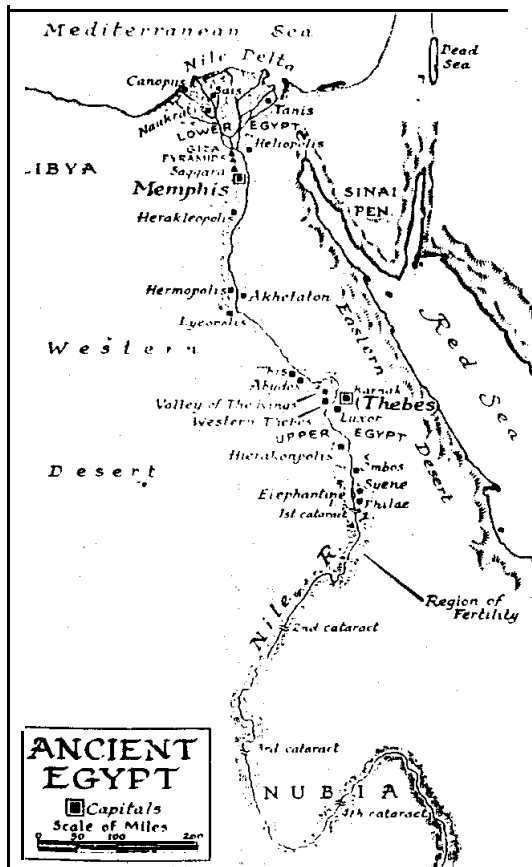 Mediterranean Sea
Nile Delta
Dead
Sea
Canopus
Sais
Tanis
Naukratis
LOWER EGYPT
GIZA
PYRAMIDS
Heliopolis
Saqqara
LIBYA
Memphis
SINAI
PEN.
Herakleopolis
Hermopolis
Akhetaton
Lycopolis
Eastern
Desert
Red Sea
Western
Desert
This
Abydos
Karnak
(Thebes)
Valley of The Kings
Western Thebes
Luxor
UPPER EGYPT
Hierakonpolis
Ombos
Syene
Elephantine
Philae
1st cataract
Nile R.
Region of
Fertility
2nd cataract
3rd cataract
NUBIA
4th cataract
ANCIENT
EGYPT
Capitals
Scale of Miles
0 50 100 200